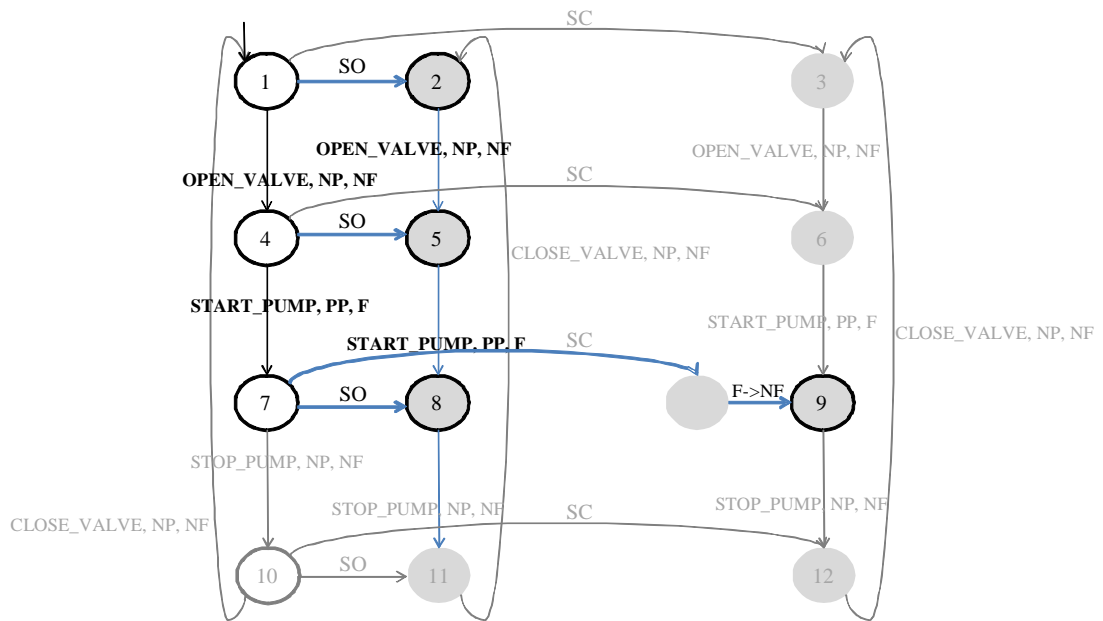 SC
1
SO
2
3
OPEN_VALVE, NP, NF
OPEN_VALVE, NP, NF
OPEN_VALVE, NP, NF
SC
4
SO
5
6
CLOSE_VALVE, NP, NF
START_PUMP, PP, F
START_PUMP, PP, F
CLOSE_VALVE, NP, NF
START_PUMP, PP, F
SC
7
SO
8
F->NF
9
STOP_PUMP, NP, NF
STOP_PUMP, NP, NF
STOP_PUMP, NP, NF
CLOSE_VALVE, NP, NF
SC
10
SO
11
12